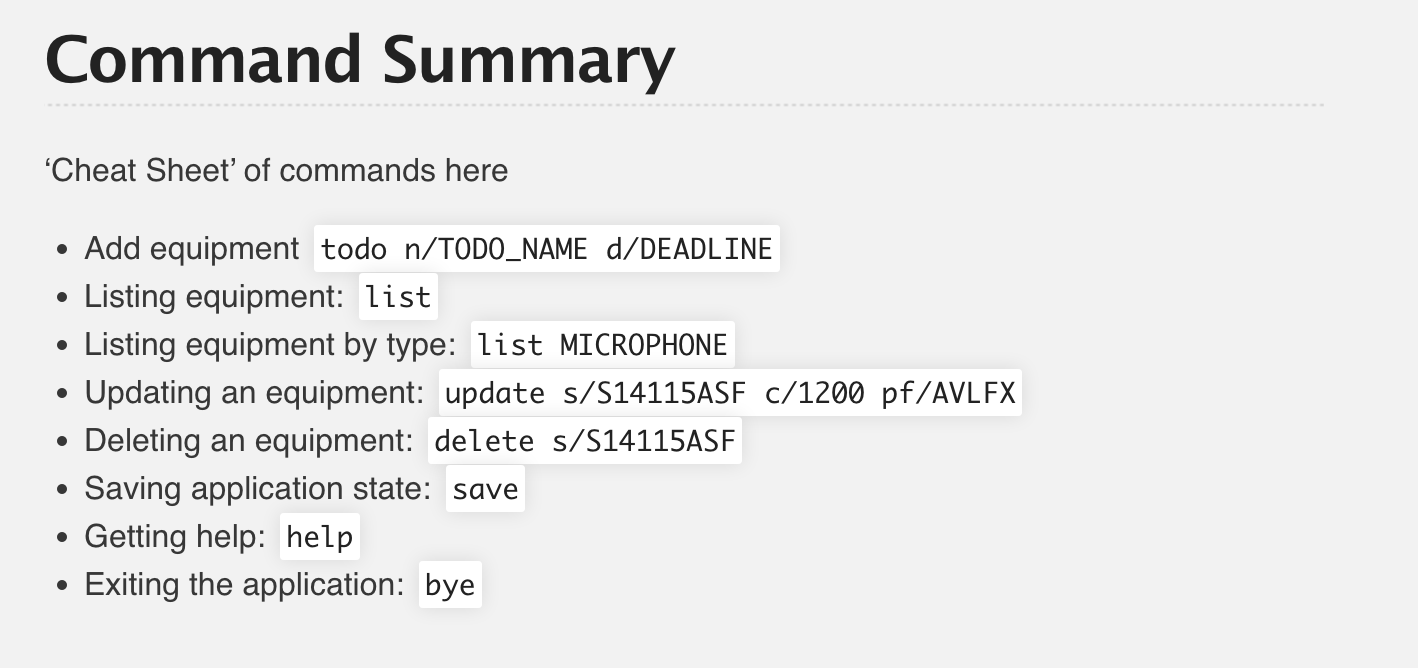 Command Summary
‘Cheat Sheet’ of commands here
• Add equipment todo n/TODO_NAME d/DEADLINE
• Listing equipment: list
• Listing equipment by type: list MICROPHONE
• Updating an equipment: update s/S14115ASF c/1200 pf/AVLFX
• Deleting an equipment: delete s/S14115ASF
• Saving application state: save
• Getting help: help
• Exiting the application: bye